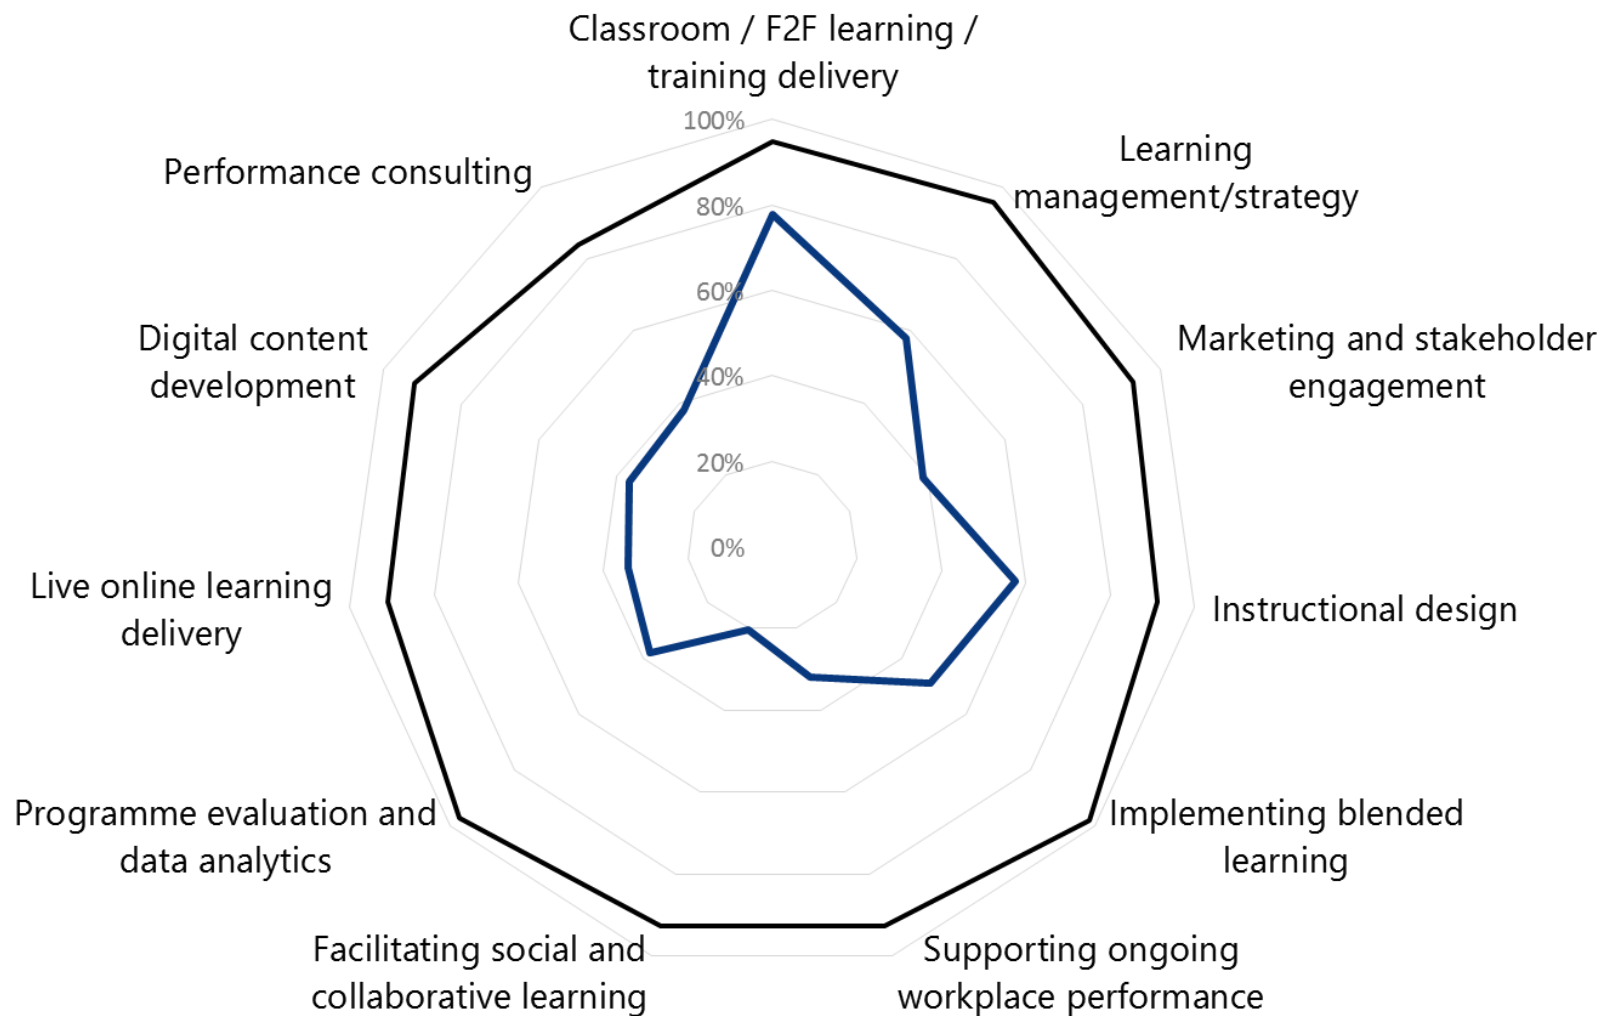 Classroom / F2F learning /
training delivery
100%
80%
60%
40%
20%
0%
Learning
management/strategy
Marketing and stakeholder
engagement
Instructional design
Implementing blended
learning
Supporting ongoing
workplace performance
Facilitating social and
collaborative learning
Programme evaluation and
data analytics
Live online learning
delivery
Digital content
development
Performance consulting